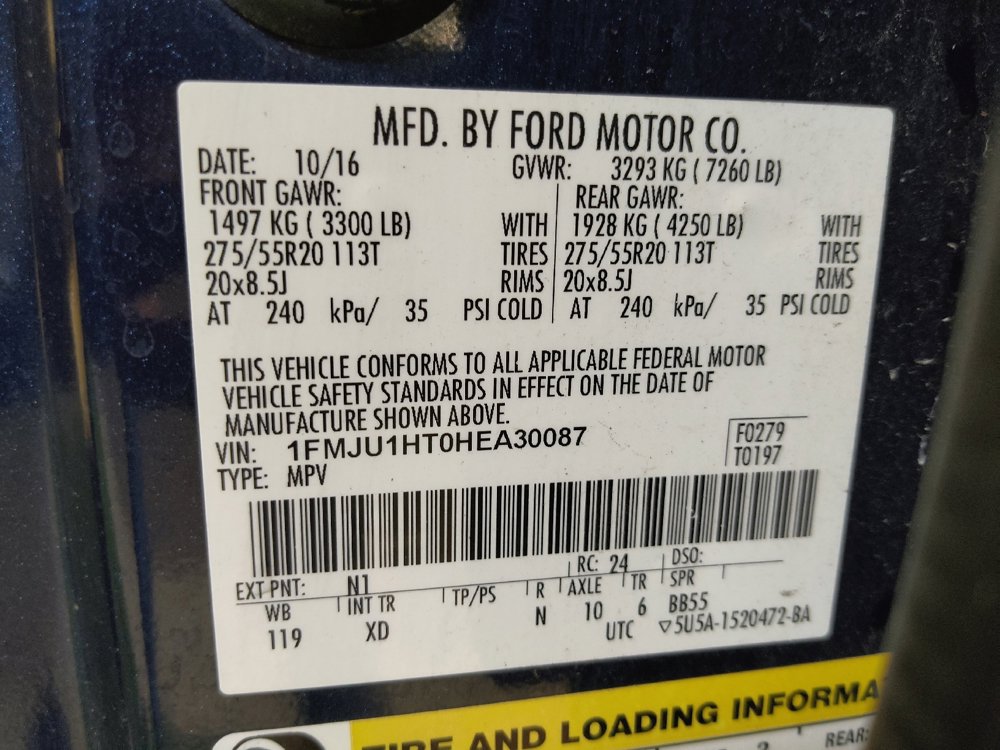 MFD. BY FORD MOTOR CO.
DATE: 10/16 GVWR: 3293 KG ( 7260 LB)
FRONT GAWR: REAR GAWR:
1497 KG ( 3300 LB) WITH 1928 KG ( 4250 LB) WITH
275/55R20 113T TIRES 275/55R20 113T TIRES
20x8.5J RIMS 20x8.5J RIMS
AT 240 kPa/ 35 PSI COLD AT 240 kPa/ 35 PSI COLD
THIS VEHICLE CONFORMS TO ALL APPLICABLE FEDERAL MOTOR
VEHICLE SAFETY STANDARDS IN EFFECT ON THE DATE OF
MANUFACTURE SHOWN ABOVE.
VIN: 1FMJU1HT0HEA30087 F0279
TYPE: MPV T0197
EXT PNT: N1 RC: 24 DSO:
WB INT TR TP/PS R AXLE TR SPR
119 XD N 10 6 BB55
UTC ▽5U5A-1520472-BA
TIRE AND LOADING INFORMA
REAR: